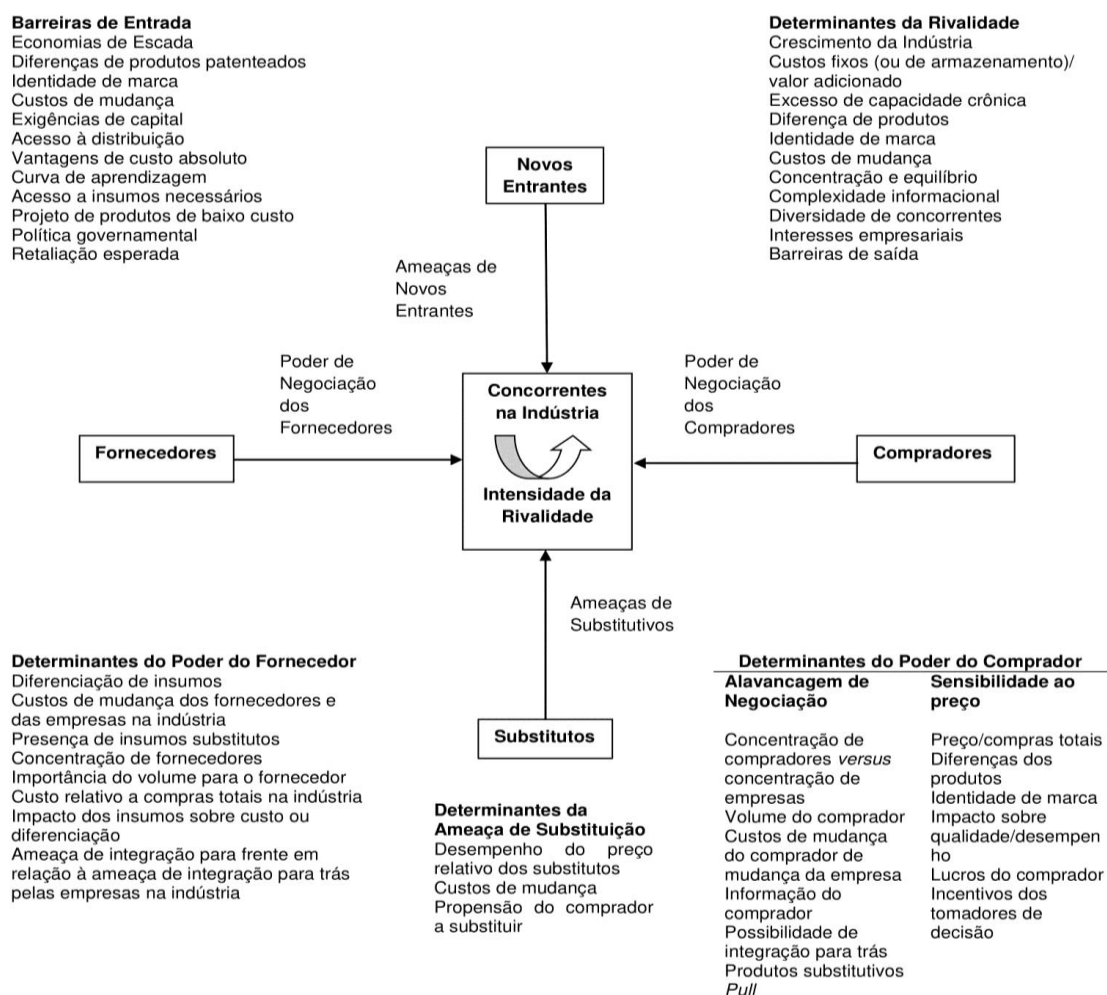 Barreiras de Entrada
Economias de Escada
Diferenças de produtos patenteados
Identidade de marca
Custos de mudança
Exigências de capital
Acesso à distribuição
Vantagens de custo absoluto
Curva de aprendizagem
Acesso a insumos necessários
Projeto de produtos de baixo custo
Política governamental
Retaliação esperada
Determinantes da Rivalidade
Crescimento da Indústria
Custos fixos (ou de armazenamento)/
valor adicionado
Excesso de capacidade crônica
Diferença de produtos
Identidade de marca
Custos de mudança
Concentração e equilíbrio
Complexidade informacional
Diversidade de concorrentes
Interesses empresariais
Barreiras de saída
Novos
Entrantes
Ameaças de
Novos
Entrantes
Poder de
Negociação
dos
Fornecedores
Fornecedores
Concorrentes
na Indústria
Intensidade da
Rivalidade
Poder de
Negociação
dos
Compradores
Compradores
Ameaças de
Substitutivos
Substitutos
Determinantes do Poder do Fornecedor
Diferenciação de insumos
Custos de mudança dos fornecedores e
das empresas na indústria
Presença de insumos substitutos
Concentração de fornecedores
Importância do volume para o fornecedor
Custo relativo a compras totais na indústria
Impacto dos insumos sobre custo ou
diferenciação
Ameaça de integração para frente em
relação à ameaça de integração para trás
pelas empresas na indústria
Determinantes da
Ameaça de Substituição
Desempenho do preço
relativo dos substitutos
Custos de mudança
Propensão do comprador
a substituir
Determinantes do Poder do Comprador
Alavancagem de
Negociação
Concentração de
compradores versus
concentração de
empresas
Volume do comprador
Custos de mudança
do comprador de
mudança da empresa
Informação do
comprador
Possibilidade de
integração para trás
Produtos substitutivos
Pull
Sensibilidade ao
preço
Preço/compras totais
Diferenças dos
produtos
Identidade de marca
Impacto sobre
qualidade/desempen
ho
Lucros do comprador
Incentivos dos
tomadores de
decisão